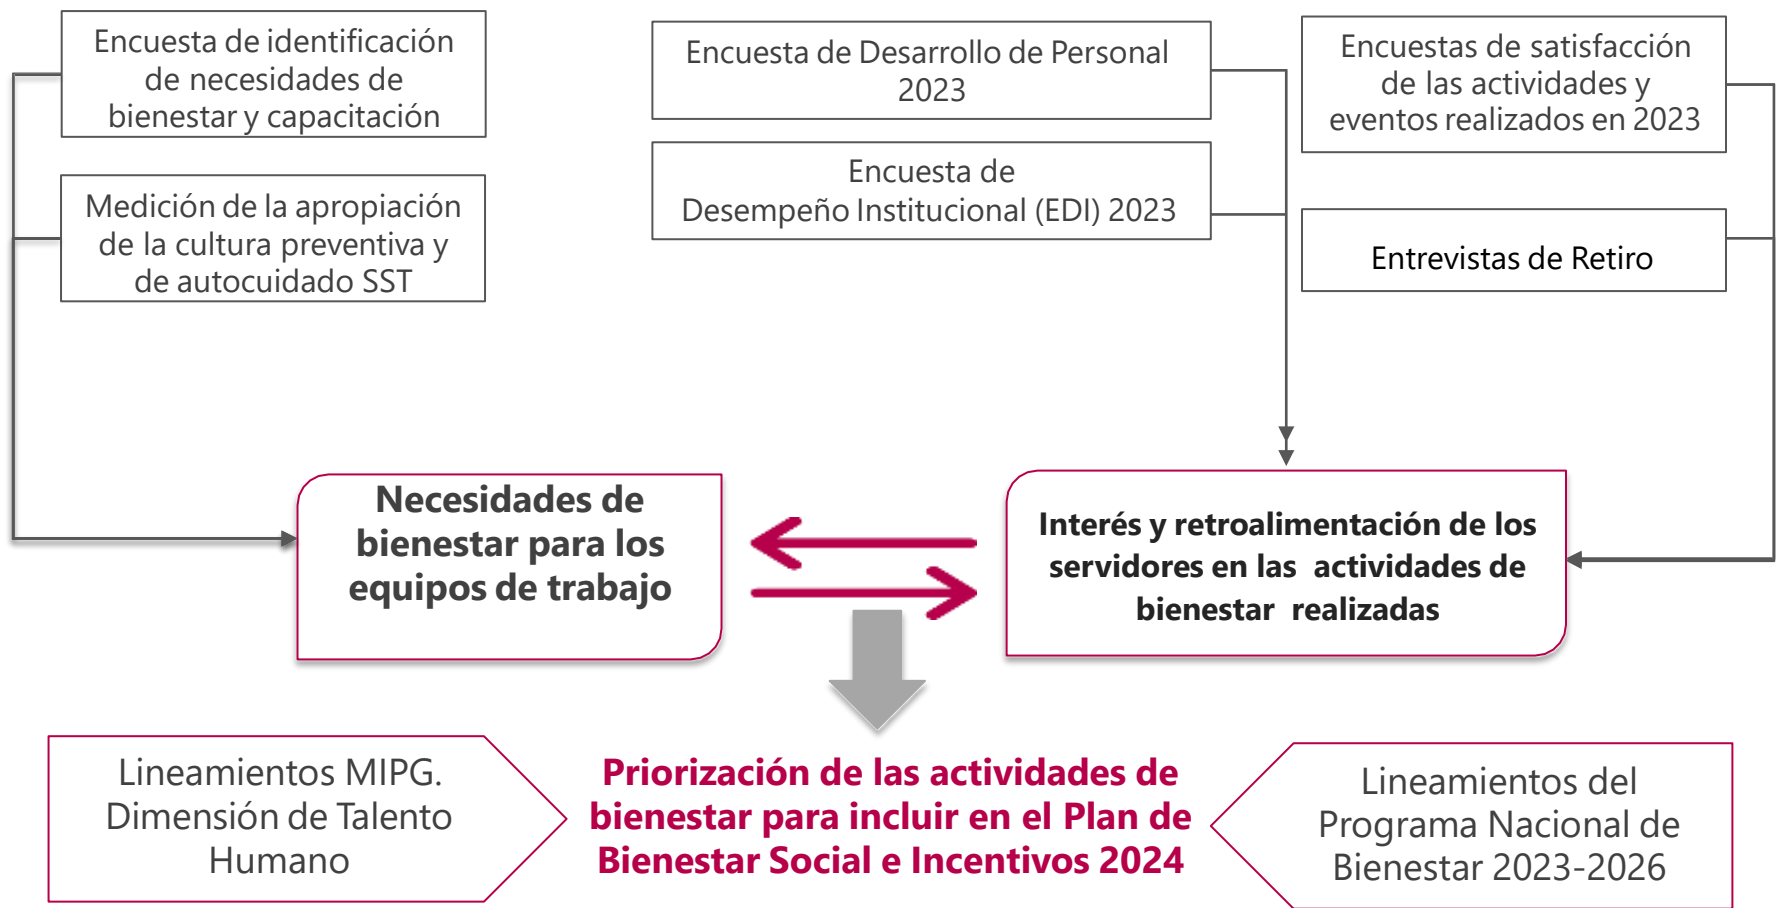 Encuesta de identificación
de necesidades de
bienestar y capacitación
Medición de la apropiación
de la cultura preventiva y
de autocuidado SST
Encuesta de Desarrollo de Personal
2023
Encuesta de
Desempeño Institucional (EDI) 2023
Encuestas de satisfacción
de las actividades y
eventos realizados en 2023
Entrevistas de Retiro
Necesidades de
bienestar para los
equipos de trabajo
Interés y retroalimentación de los
servidores en las actividades de
bienestar realizadas
Lineamientos MIPG.
Dimensión de Talento
Humano
Priorización de las actividades de
bienestar para incluir en el Plan de
Bienestar Social e Incentivos 2024
Lineamientos del
Programa Nacional de
Bienestar 2023-2026